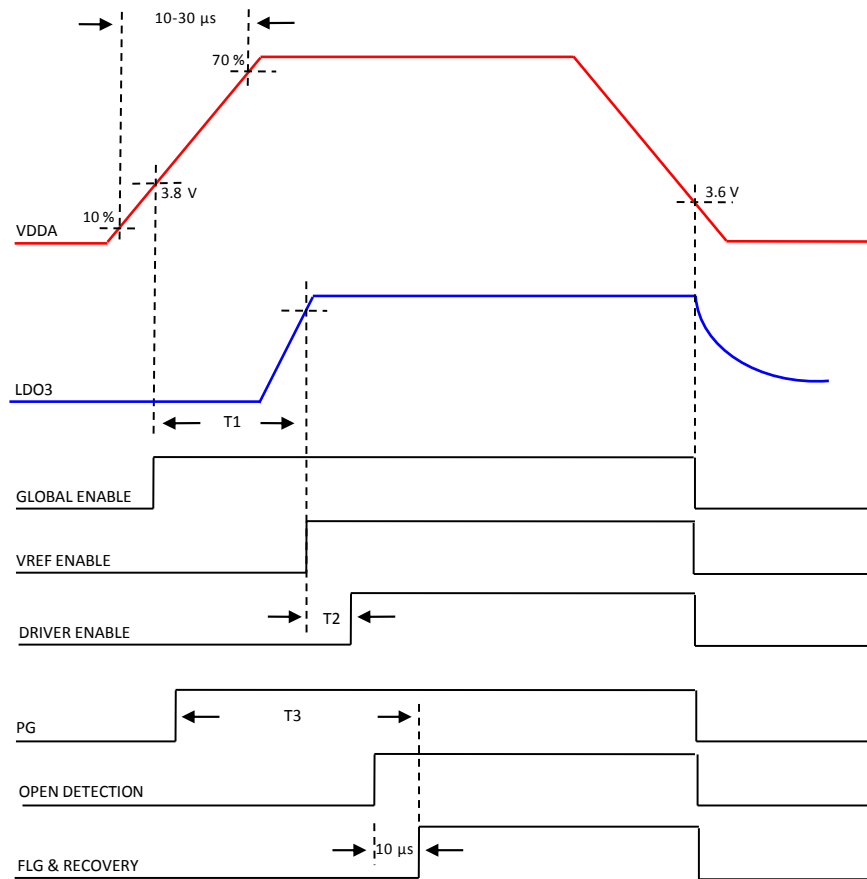 10-30 µs
70 %
3.8 V
3.6 V
10 %
VDDA
LDO3
T1
GLOBAL ENABLE
VREF ENABLE
T2
DRIVER ENABLE
T3
PG
OPEN DETECTION
10 µs
FLG & RECOVERY